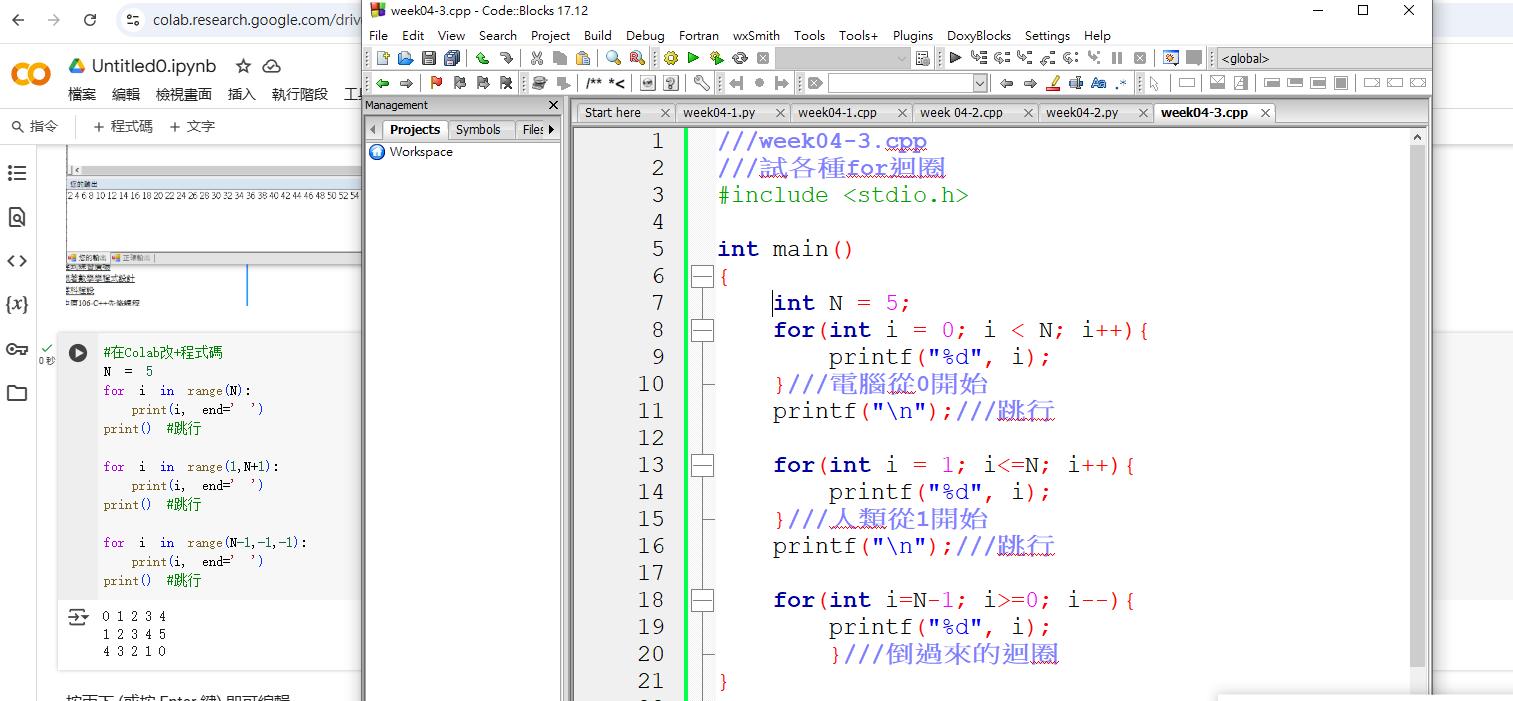 colab.research.google.com/driv
Untitled0.ipynb
檔案 編輯 檢視畫面 插入 執行階段
指令 + 程式碼 + 文字
您的輸出
2 4 6 8 10 12 14 16 18 20 22 24 26 28 30 32 34 36 38 40 42 44 46 48 50 52 54
您的輸出 正確輸出
0 秒
#在Colab改+程式碼
N = 5
for i in range(N):
print(i, end=' ')
print() #跳行
for i in range(1,N+1):
print(i, end=' ')
print() #跳行
for i in range(N-1,-1,-1):
print(i, end=' ')
print() #跳行
0 1 2 3 4
1 2 3 4 5
4 3 2 1 0
week04-3.cpp - Code::Blocks 17.12
File Edit View Search Project Build Debug Fortran wxSmith Tools Tools+ Plugins DoxyBlocks Settings Help
<global>
/** *<
Management
Projects Symbols Files
Workspace
Start here week04-1.py week04-1.cpp week 04-2.cpp week04-2.py week04-3.cpp
1 ///week04-3.cpp
2 ///試各種for迴圈
3 #include <stdio.h>
4
5 int main()
6 {
7 int N = 5;
8 for(int i = 0; i < N; i++){
9 printf("%d", i);
10 }///電腦從0開始
11 printf("\n");///跳行
12
13 for(int i = 1; i<=N; i++){
14 printf("%d", i);
15 }///人類從1開始
16 printf("\n");///跳行
17
18 for(int i=N-1; i>=0; i--){
19 printf("%d", i);
20 }///倒過來的迴圈
21 }